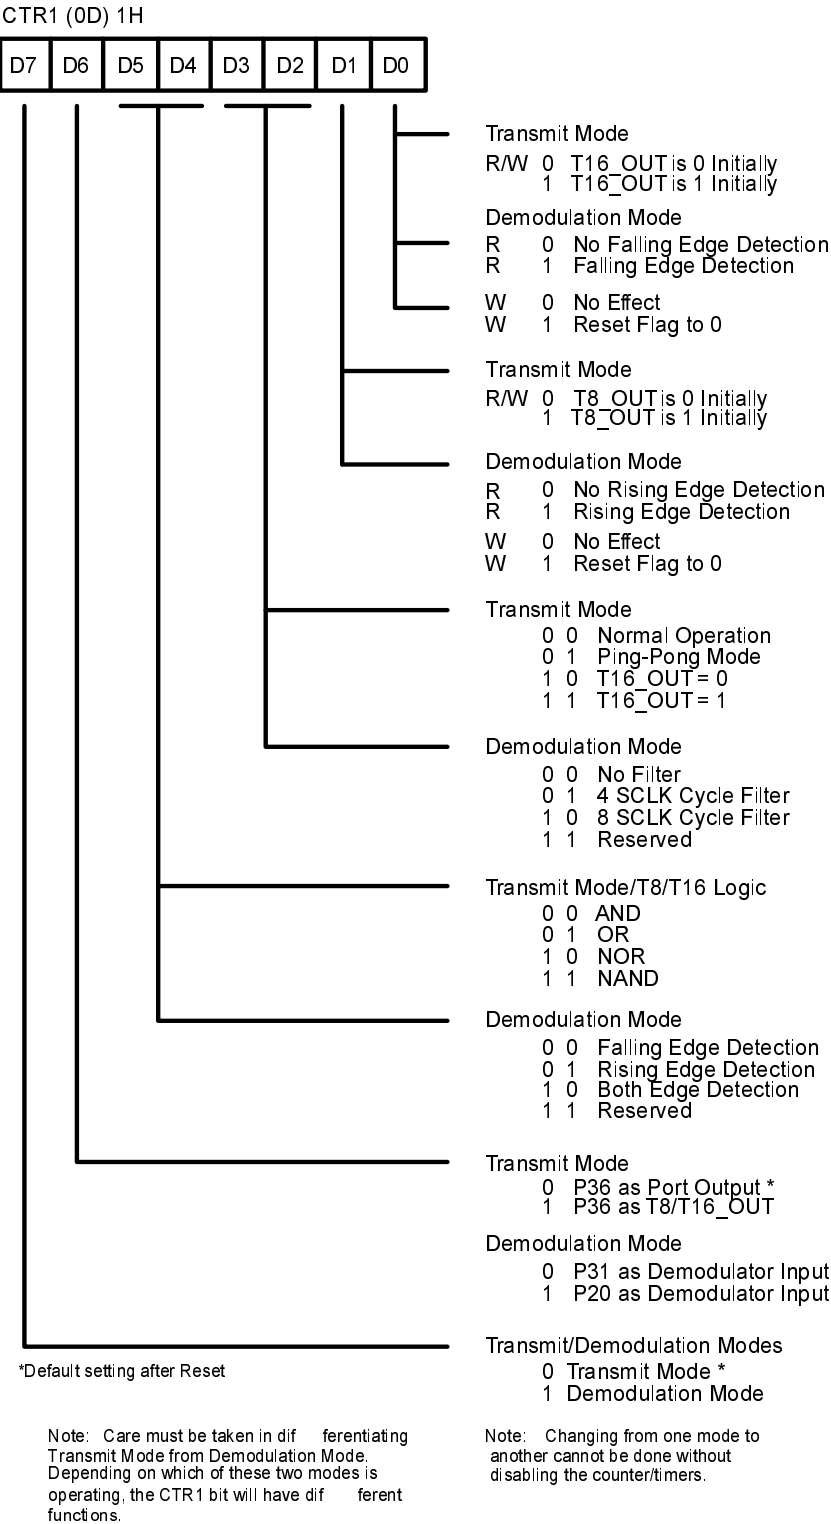 CTR1 (0D) 1H
D7 D6 D5 D4 D3 D2 D1 D0
Transmit Mode
R/W 0 T16_OUT is 0 Initially
1 T16_OUT is 1 Initially
Demodulation Mode
R 0 No Falling Edge Detection
R 1 Falling Edge Detection
W 0 No Effect
W 1 Reset Flag to 0
Transmit Mode
R/W 0 T8_OUT is 0 Initially
1 T8_OUT is 1 Initially
Demodulation Mode
R 0 No Rising Edge Detection
R 1 Rising Edge Detection
W 0 No Effect
W 1 Reset Flag to 0
Transmit Mode
0 0 Normal Operation
0 1 Ping-Pong Mode
1 0 T16_OUT = 0
1 1 T16_OUT = 1
Demodulation Mode
0 0 No Filter
0 1 4 SCLK Cycle Filter
1 0 8 SCLK Cycle Filter
1 1 Reserved
Transmit Mode/T8/T16 Logic
0 0 AND
0 1 OR
1 0 NOR
1 1 NAND
Demodulation Mode
0 0 Falling Edge Detection
0 1 Rising Edge Detection
1 0 Both Edge Detection
1 1 Reserved
Transmit Mode
0 P36 as Port Output *
1 P36 as T8/T16_OUT
Demodulation Mode
0 P31 as Demodulator Input
1 P20 as Demodulator Input
Transmit/Demodulation Modes
0 Transmit Mode *
1 Demodulation Mode
*Default setting after Reset
Note: Care must be taken in dif ferentiating
Transmit Mode from Demodulation Mode.
Depending on which of these two modes is
operating, the CTR1 bit will have dif ferent
functions.
Note: Changing from one mode to
another cannot be done without
disabling the counter/timers.